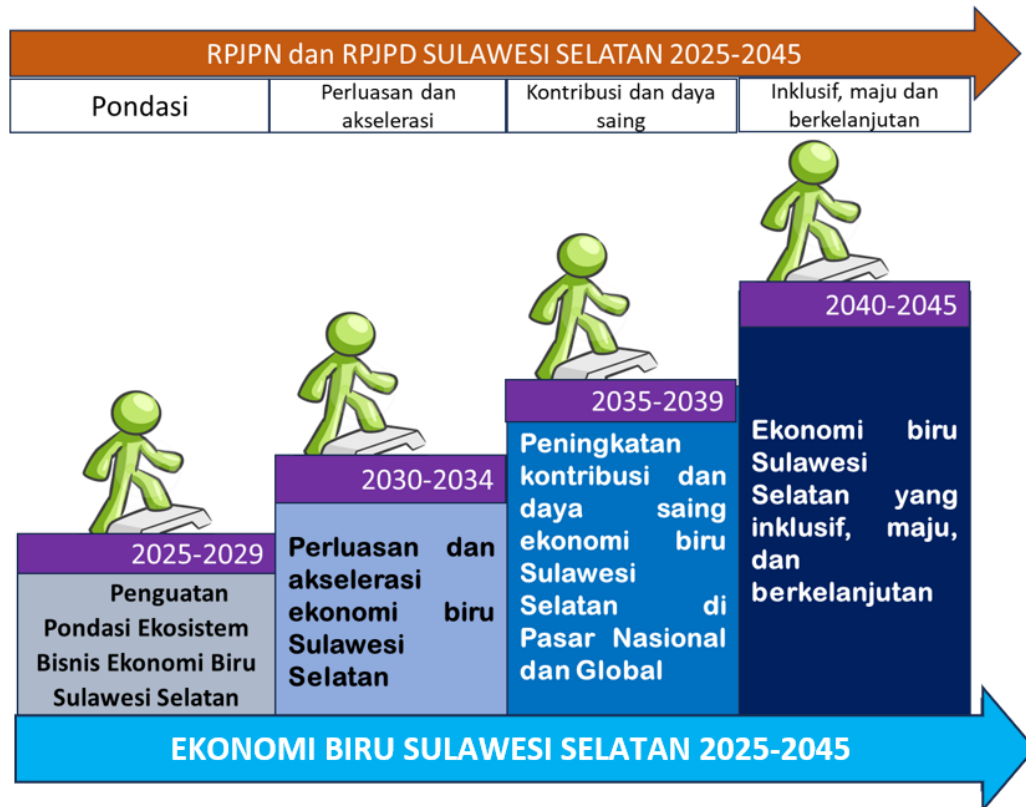 RPJPN dan RPJPD SULAWESI SELATAN 2025-2045
Pondasi
Perluasan dan
akselerasi
Kontribusi dan daya
saing
Inklusif, maju dan
berkelanjutan
2025-2029
Penguatan
Pondasi Ekosistem
Bisnis Ekonomi Biru
Sulawesi Selatan
2030-2034
Perluasan dan
akselerasi
ekonomi biru
Sulawesi
Selatan
2035-2039
Peningkatan
kontribusi dan
daya saing
ekonomi biru
Sulawesi
Selatan di
Pasar Nasional
dan Global
2040-2045
Ekonomi biru
Sulawesi
Selatan yang
inklusif, maju,
dan
berkelanjutan
EKONOMI BIRU SULAWESI SELATAN 2025-2045